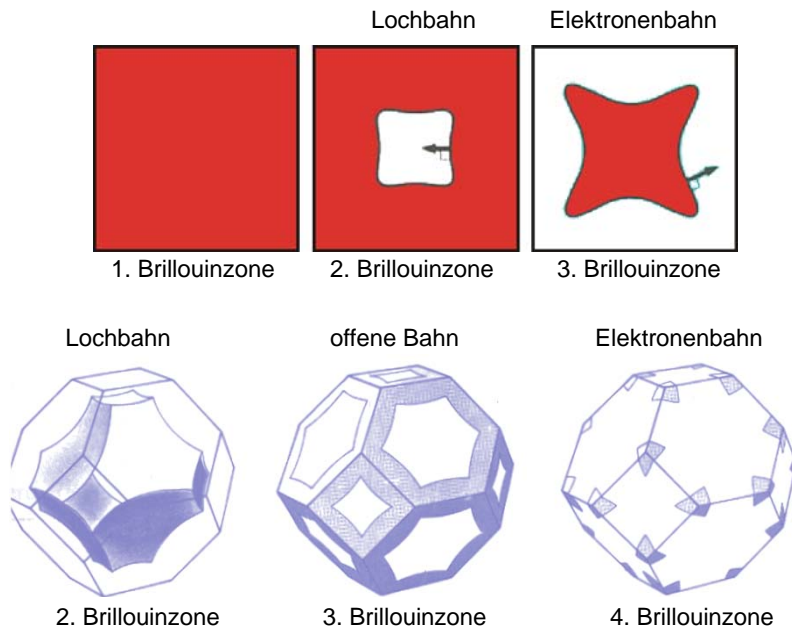 Lochbahn Elektronenbahn
1. Brillouinzone 2. Brillouinzone 3. Brillouinzone
Lochbahn offene Bahn Elektronenbahn
2. Brillouinzone 3. Brillouinzone 4. Brillouinzone